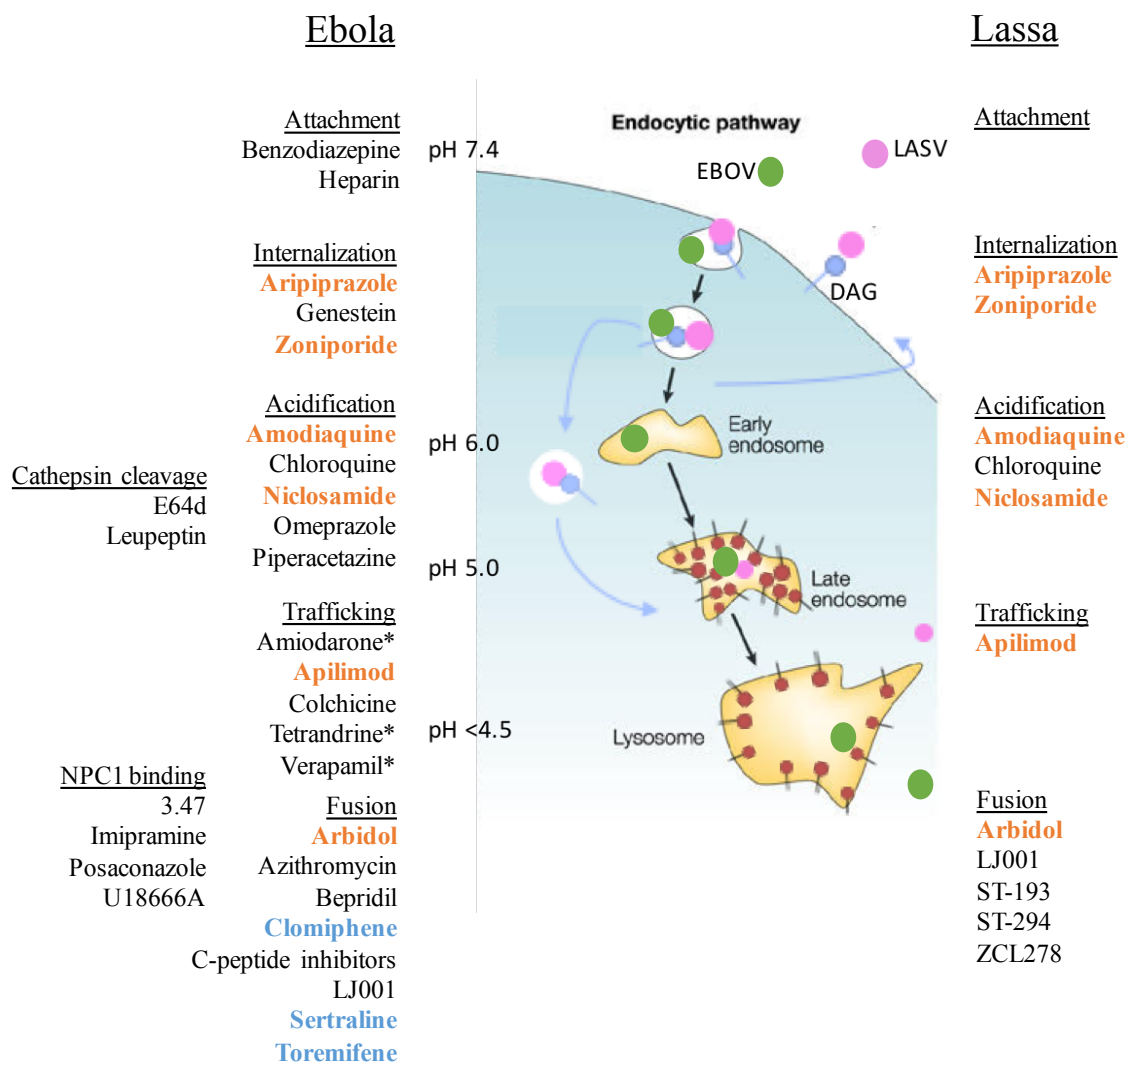 Ebola
Lassa
Attachment
Benzodiazepine
Heparin
Internalization
Aripiprazole
Genestein
Zoniporide
Acidification
Amodiaquine
Chloroquine
Niclosamide
Omeprazole
Piperacetazine
Cathepsin cleavage
E64d
Leupeptin
Trafficking
Amiodarone*
Apilimod
Colchicine
Tetrandrine*
Verapamil*
NPC1 binding
3.47
Imipramine
Posaconazole
U18666A
Fusion
Arbidol
Azithromycin
Bepridil
Clomiphene
C-peptide inhibitors
LJ001
Sertraline
Toremifene
pH 7.4
pH 6.0
pH 5.0
pH <4.5
Endocytic pathway
EBOV
LASV
DAG
Early
endosome
Late
endosome
Lysosome
Attachment
Internalization
Aripiprazole
Zoniporide
Acidification
Amodiaquine
Chloroquine
Niclosamide
Trafficking
Apilimod
Fusion
Arbidol
LJ001
ST-193
ST-294
ZCL278